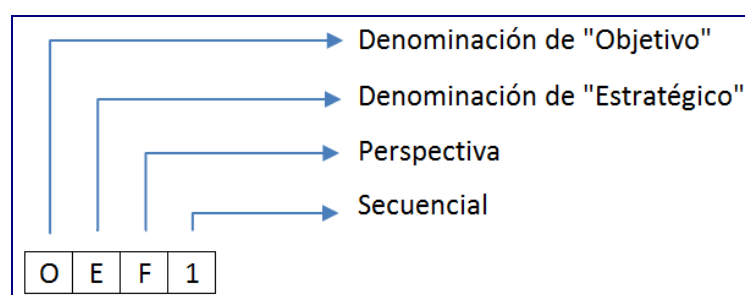 Denominación de "Objetivo"
Denominación de "Estratégico"
Perspectiva
Secuencial
O E F 1